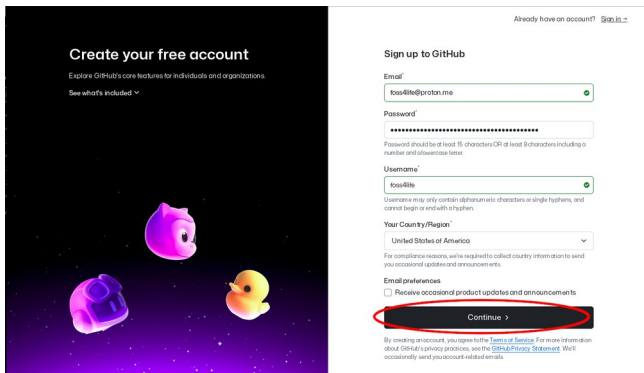 Already have an account? Sign in →
Create your free account
Explore GitHub's core features for individuals and organizations.
See what's included
Sign up to GitHub
Email*
foss4life@proton.me
Password*
Password should be at least 15 characters OR at least 8 characters including a
number and a lowercase letter.
Username*
foss4life
Username may only contain alphanumeric characters or single hyphens, and
cannot begin or end with a hyphen.
Your Country/Region*
United States of America
For compliance reasons, we're required to collect country information to send
you occasional updates and announcements.
Email preferences
Receive occasional product updates and announcements
Continue >
By creating an account, you agree to the Terms of Service. For more information
about GitHub's privacy practices, see the GitHub Privacy Statement. We'll
occasionally send you account-related emails.